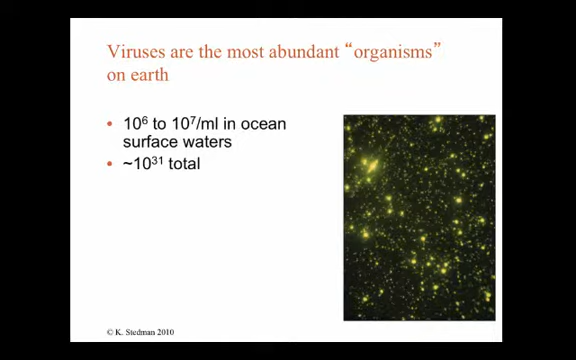 Viruses are the most abundant “organisms”
on earth
• 10⁶ to 10⁷/ml in ocean
surface waters
• ~10³¹ total
© K. Stedman 2010